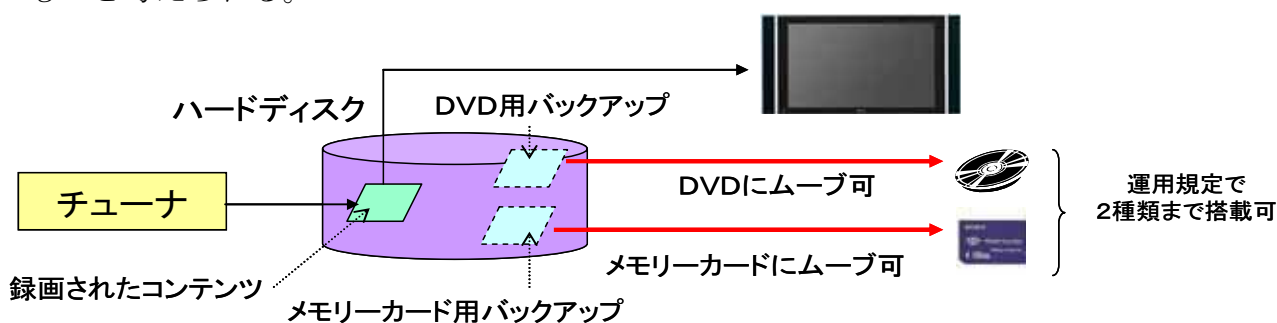 ハードディスク
DVD用バックアップ
チューナ
DVDにムーブ可
運用規定で
2種類まで搭載可
メモリーカードにムーブ可
録画されたコンテンツ
メモリーカード用バックアップ